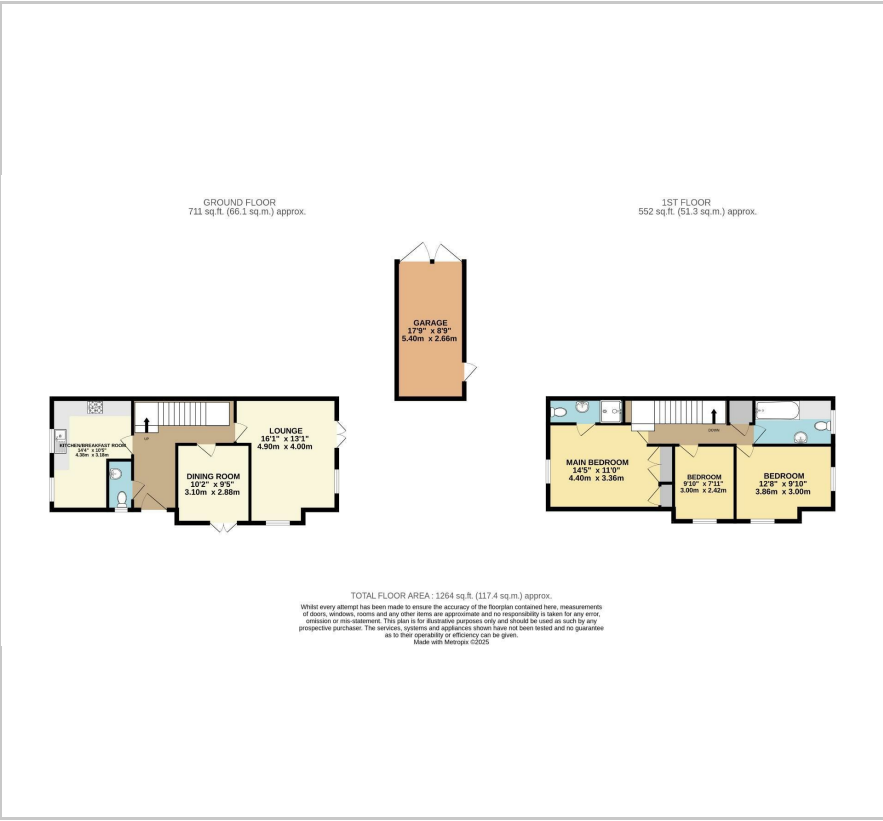 GROUND FLOOR
711 sq.ft. (66.1 sq.m.) approx.
1ST FLOOR
552 sq.ft. (51.3 sq.m.) approx.
GARAGE
17'9" x 8'9"
5.40m x 2.66m
KITCHEN/BREAKFAST ROOM
14'4" x 10'5"
4.38m x 3.18m
UP
DINING ROOM
10'2" x 9'5"
3.10m x 2.88m
LOUNGE
16'1" x 13'1"
4.90m x 4.00m
MAIN BEDROOM
14'5" x 11'0"
4.40m x 3.36m
DOWN
BEDROOM
9'10" x 7'11"
3.00m x 2.42m
BEDROOM
12'8" x 9'10"
3.86m x 3.00m
TOTAL FLOOR AREA : 1264 sq.ft. (117.4 sq.m.) approx.
Whilst every attempt has been made to ensure the accuracy of the floorplan contained here, measurements
of doors, windows, rooms and any other items are approximate and no responsibility is taken for any error,
omission or mis-statement. This plan is for illustrative purposes only and should be used as such by any
prospective purchaser. The services, systems and appliances shown have not been tested and no guarantee
as to their operability or efficiency can be given.
Made with Metropix ©2025